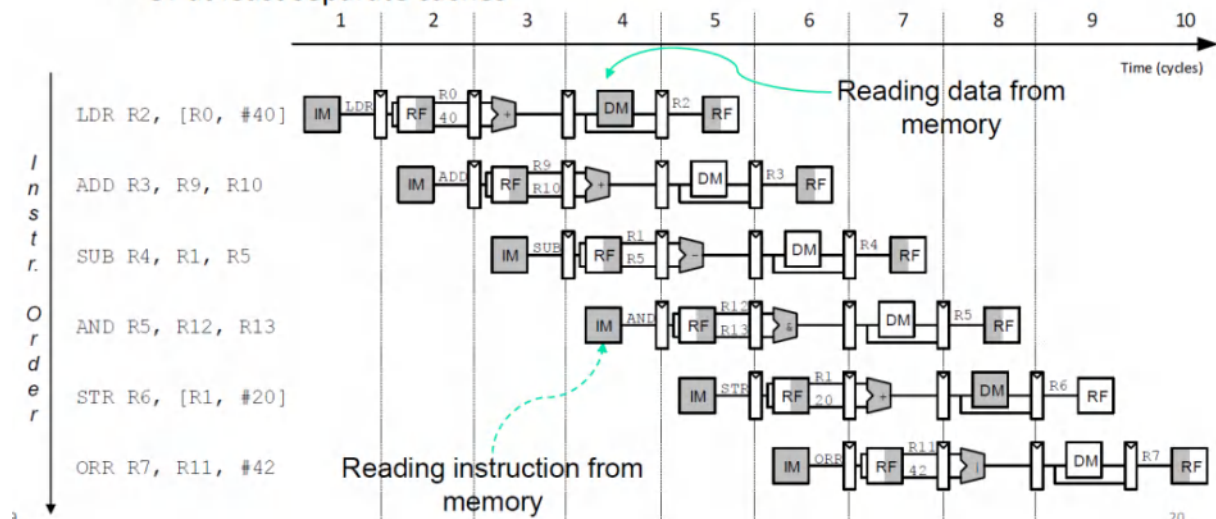 1 2 3 4 5 6 7 8 9 10
Time (cycles)
Reading data from
memory
LDR R2, [R0, #40] IM LDR RF R0 40 + DM R2 RF
ADD R3, R9, R10 IM ADD RF R9 R10 + DM R3 RF
SUB R4, R1, R5 IM SUB RF R1 R5 - DM R4 RF
AND R5, R12, R13 IM AND RF R12 R13 & DM R5 RF
STR R6, [R1, #20] IM STR RF R1 20 + DM R6 RF
ORR R7, R11, #42 IM ORR RF R11 42 | DM R7 RF
Instr. Order
Reading instruction from
memory
20